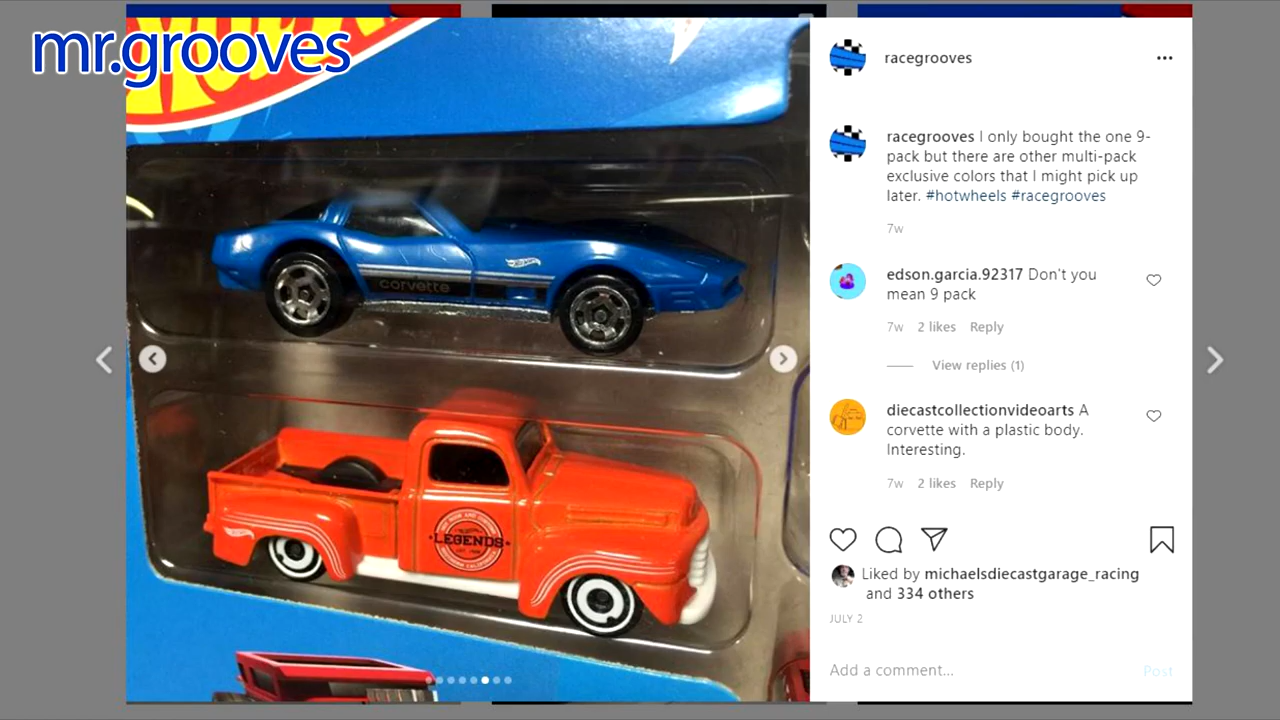 mr.grooves
racegrooves
racegrooves I only bought the one 9-
pack but there are other multi-pack
exclusive colors that I might pick up
later. #hotwheels #racegrooves
7w
edson.garcia.92317 Don't you
mean 9 pack
7w 2 likes Reply
View replies (1)
diecastcollectionvideoarts A
corvette with a plastic body.
Interesting.
7w 2 likes Reply
Liked by michaelsdiecastgarage_racing
and 334 others
JULY 2
Add a comment... Post
corvette
LEGENDS